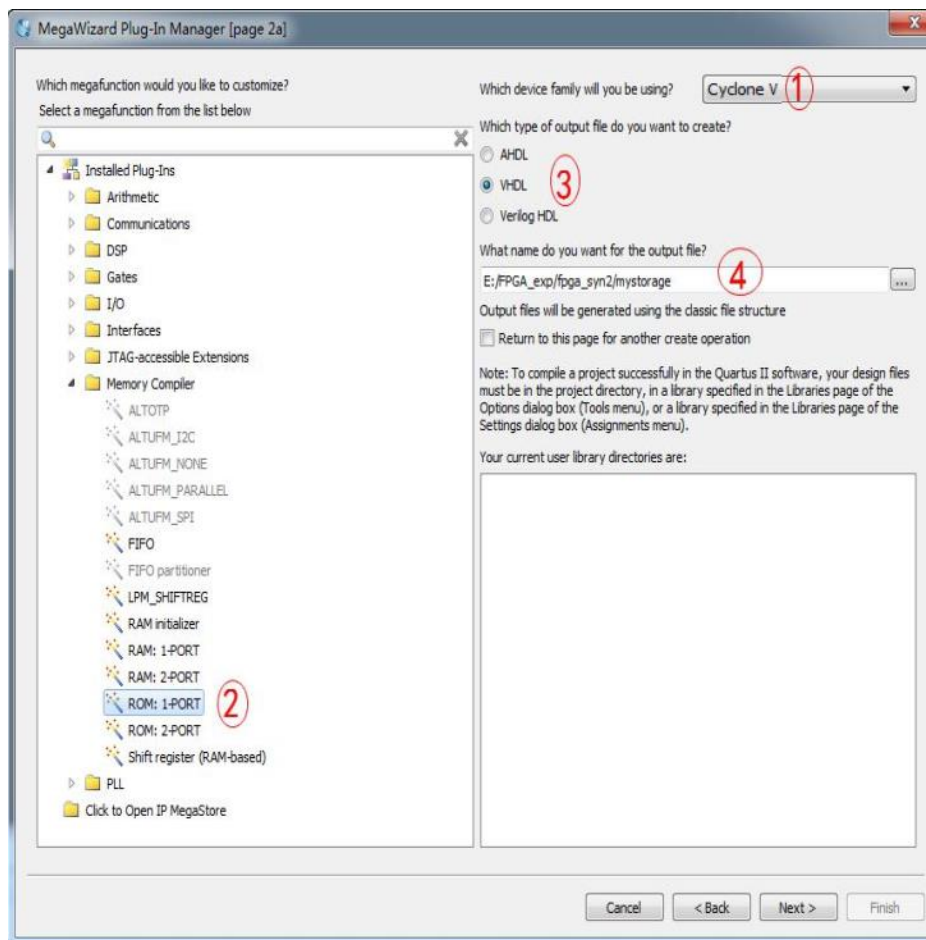 MegaWizard Plug-In Manager [page 2a]
X
Which megafunction would you like to customize?
Select a megafunction from the list below
Installed Plug-Ins
Arithmetic
Communications
DSP
Gates
I/O
Interfaces
JTAG-accessible Extensions
Memory Compiler
ALTOTP
ALTUFM_I2C
ALTUFM_NONE
ALTUFM_PARALLEL
ALTUFM_SPI
FIFO
FIFO partitioner
LPM_SHIFTREG
RAM initializer
RAM: 1-PORT
RAM: 2-PORT
ROM: 1-PORT 2
ROM: 2-PORT
Shift register (RAM-based)
PLL
Click to Open IP MegaStore
Which device family will you be using? Cyclone V 1
Which type of output file do you want to create?
AHDL
VHDL 3
Verilog HDL
What name do you want for the output file?
E:/FPGA_exp/fpga_syn2/mystorage 4 ...
Output files will be generated using the classic file structure
Return to this page for another create operation
Note: To compile a project successfully in the Quartus II software, your design files
must be in the project directory, in a library specified in the Libraries page of the
Options dialog box (Tools menu), or a library specified in the Libraries page of the
Settings dialog box (Assignments menu).
Your current user library directories are:
Cancel < Back Next > Finish